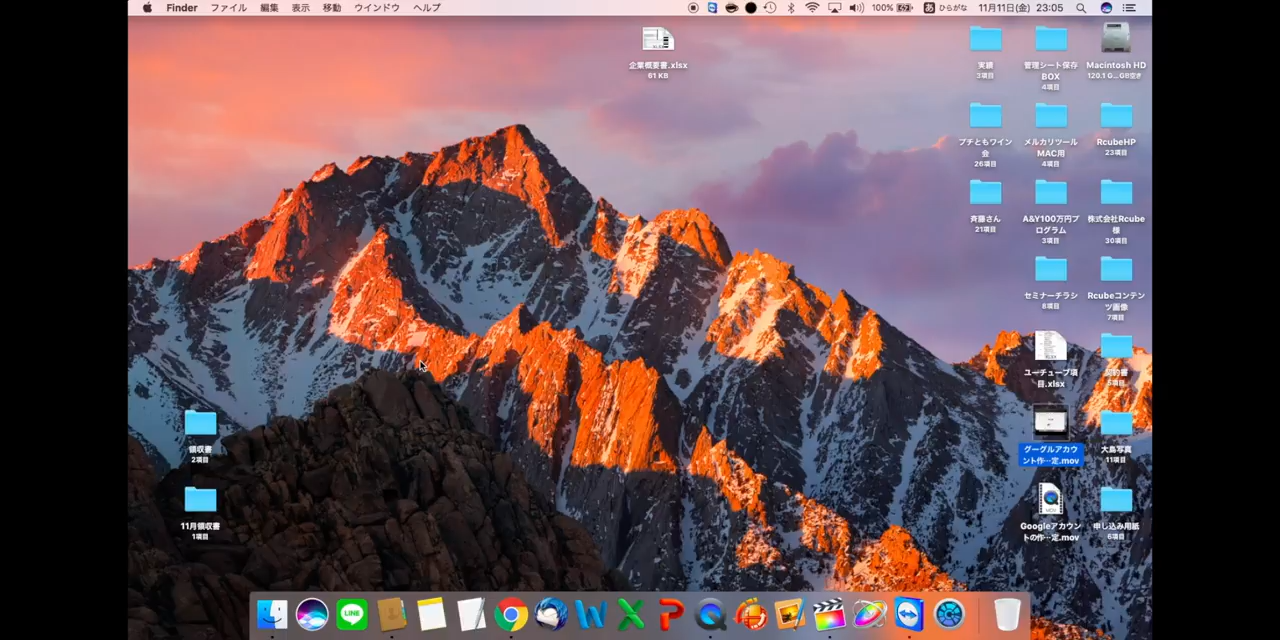 Finder ファイル 編集 表示 移動 ウインドウ ヘルプ 100% あ ひらがな 11月11日(金) 23:05
企業概要書.xlsx
61 KB
実績
3項目
管理シート保存
BOX
4項目
Macintosh HD
120.1 G...GB空き
プチともワイン
会
26項目
メルカリツール
MAC用
4項目
RcubeHP
23項目
斉藤さん
21項目
A&Y100万円プ
ログラム
3項目
株式会社Rcube
様
30項目
セミナーチラシ
8項目
Rcubeコンテン
ツ画像
7項目
ユーチューブ項
目.xlsx
契約書
5項目
グーグルアカウ
ント作…定.mov
大島写真
11項目
Googleアカウン
トの作…定.mov
申し込み用紙
6項目
領収書
2項目
11月領収書
1項目
LINE